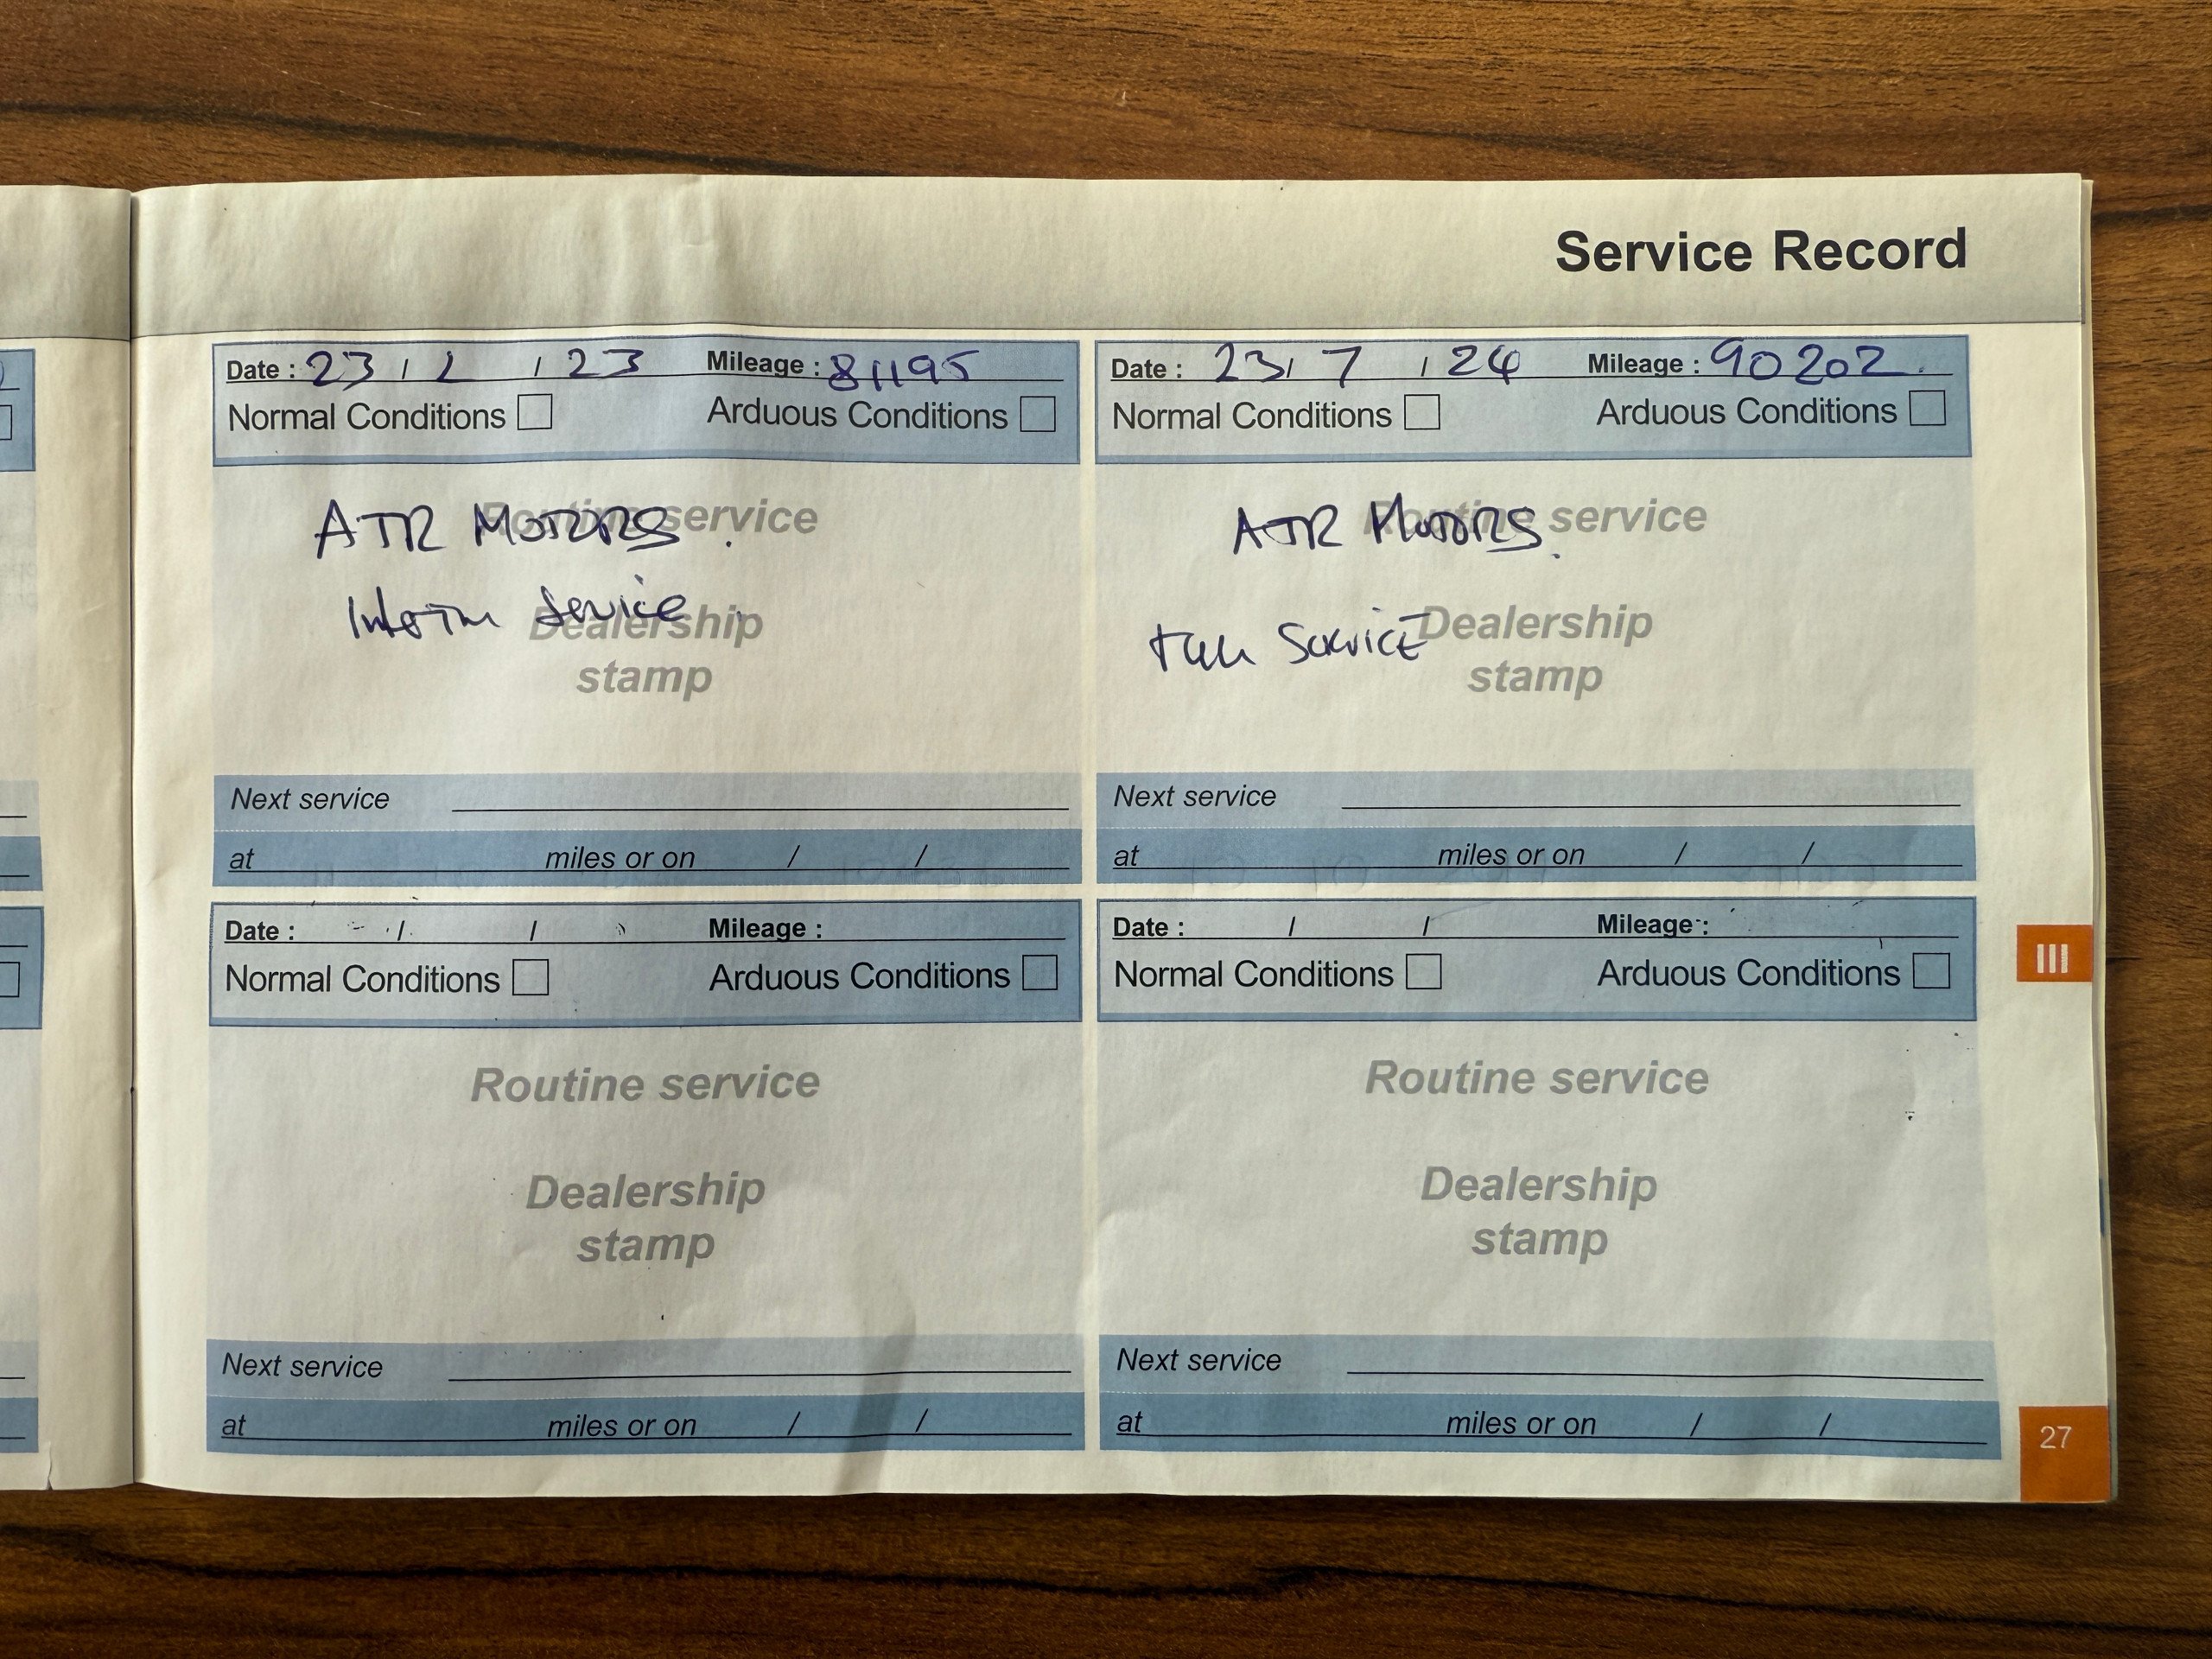 Service Record
Date : 23 / 2 / 23 Mileage : 81195
Normal Conditions Arduous Conditions
Routine service
ATR MOTORS.
Interim Service
Dealership
stamp
Next service
at miles or on / /
Date : 23 / 7 / 24 Mileage : 90202.
Normal Conditions Arduous Conditions
Routine service
ATR MOTORS.
Full Service
Dealership
stamp
Next service
at miles or on / /
Date : / / Mileage :
Normal Conditions Arduous Conditions
Routine service
Dealership
stamp
Next service
at miles or on / /
Date : / / Mileage :
Normal Conditions Arduous Conditions
Routine service
Dealership
stamp
Next service
at miles or on / /
III
27